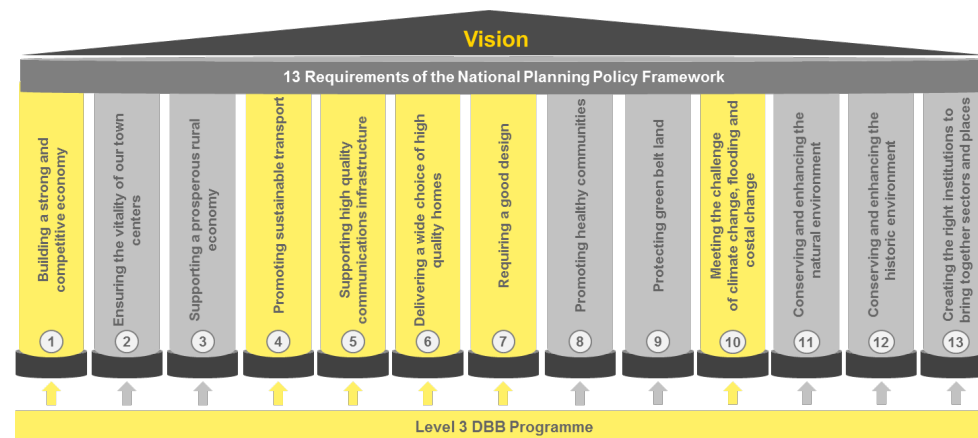 Vision
13 Requirements of the National Planning Policy Framework
Building a strong and
competitive economy
1
Ensuring the vitality of our town
centers
2
Supporting a prosperous rural
economy
3
Promoting sustainable transport
4
Supporting high quality
communications infrastructure
5
Delivering a wide choice of high
quality homes
6
Requiring a good design
7
Promoting healthy communities
8
Protecting green belt land
9
Meeting the challenge
of climate change, flooding and
costal change
10
Conserving and enhancing the
natural environment
11
Conserving and enhancing the
historic environment
12
Creating the right institutions to
bring together sectors and places
13
Level 3 DBB Programme